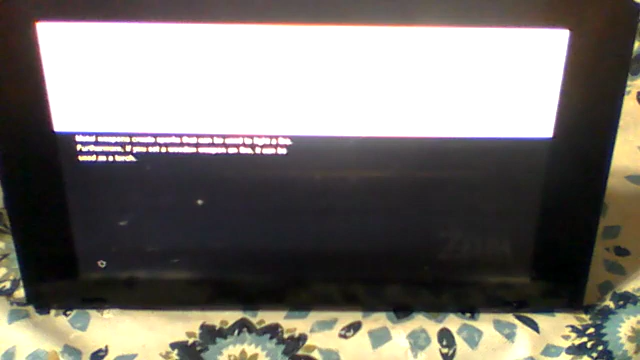 Metal weapons create sparks that can be used to light a fire.
Furthermore, if you set a wooden weapon on fire, it can be
used as a torch.
ZELDA